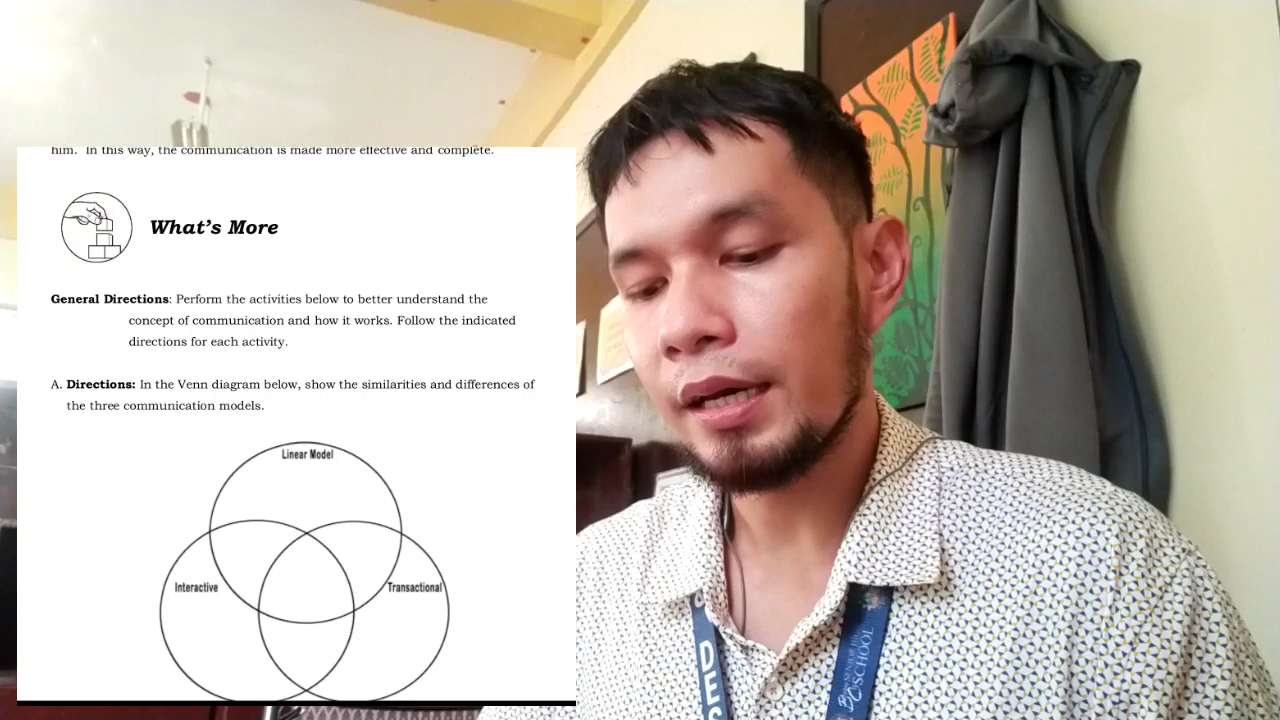 him. In this way, the communication is made more effective and complete.
What's More
General Directions: Perform the activities below to better understand the
concept of communication and how it works. Follow the indicated
directions for each activity.
A. Directions: In the Venn diagram below, show the similarities and differences of
the three communication models.
Linear Model
Interactive
Transactional
SCHOOL